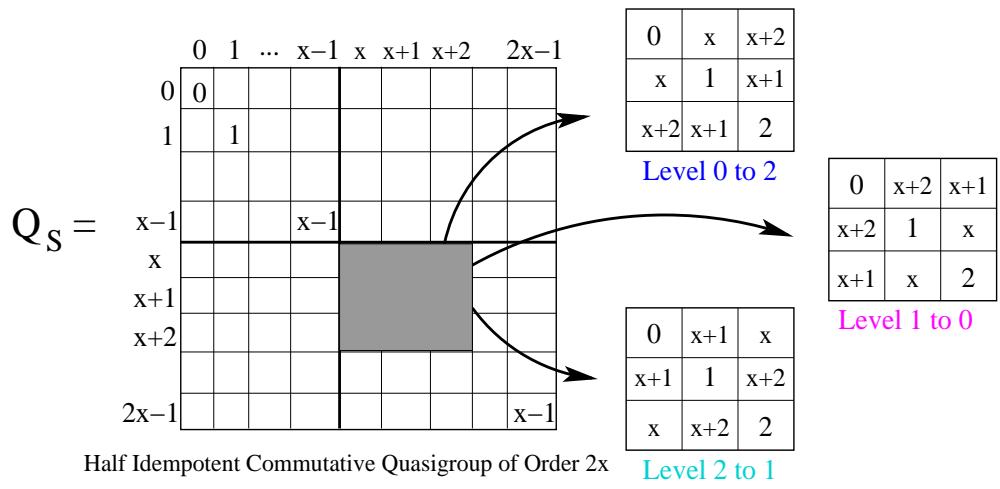 0 1 ... x−1 x x+1 x+2 2x−1
0 0
1 1
x−1 x−1
x
x+1
x+2
2x−1 x−1
Q_S =
Half Idempotent Commutative Quasigroup of Order 2x
0 x x+2
x 1 x+1
x+2 x+1 2
Level 0 to 2
0 x+2 x+1
x+2 1 x
x+1 x 2
Level 1 to 0
0 x+1 x
x+1 1 x+2
x x+2 2
Level 2 to 1